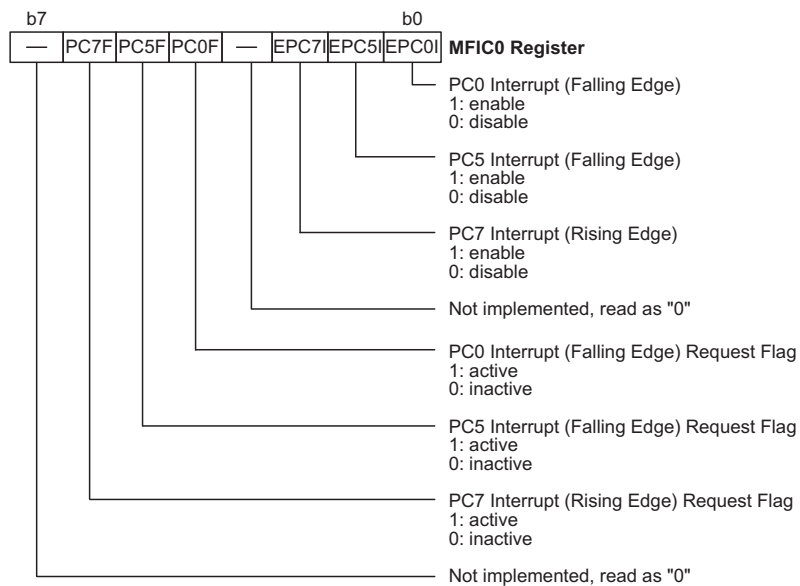 b7 b0
— PC7F PC5F PC0F — EPC7I EPC5I EPC0I MFIC0 Register
PC0 Interrupt (Falling Edge)
1: enable
0: disable
PC5 Interrupt (Falling Edge)
1: enable
0: disable
PC7 Interrupt (Rising Edge)
1: enable
0: disable
Not implemented, read as "0"
PC0 Interrupt (Falling Edge) Request Flag
1: active
0: inactive
PC5 Interrupt (Falling Edge) Request Flag
1: active
0: inactive
PC7 Interrupt (Rising Edge) Request Flag
1: active
0: inactive
Not implemented, read as "0"